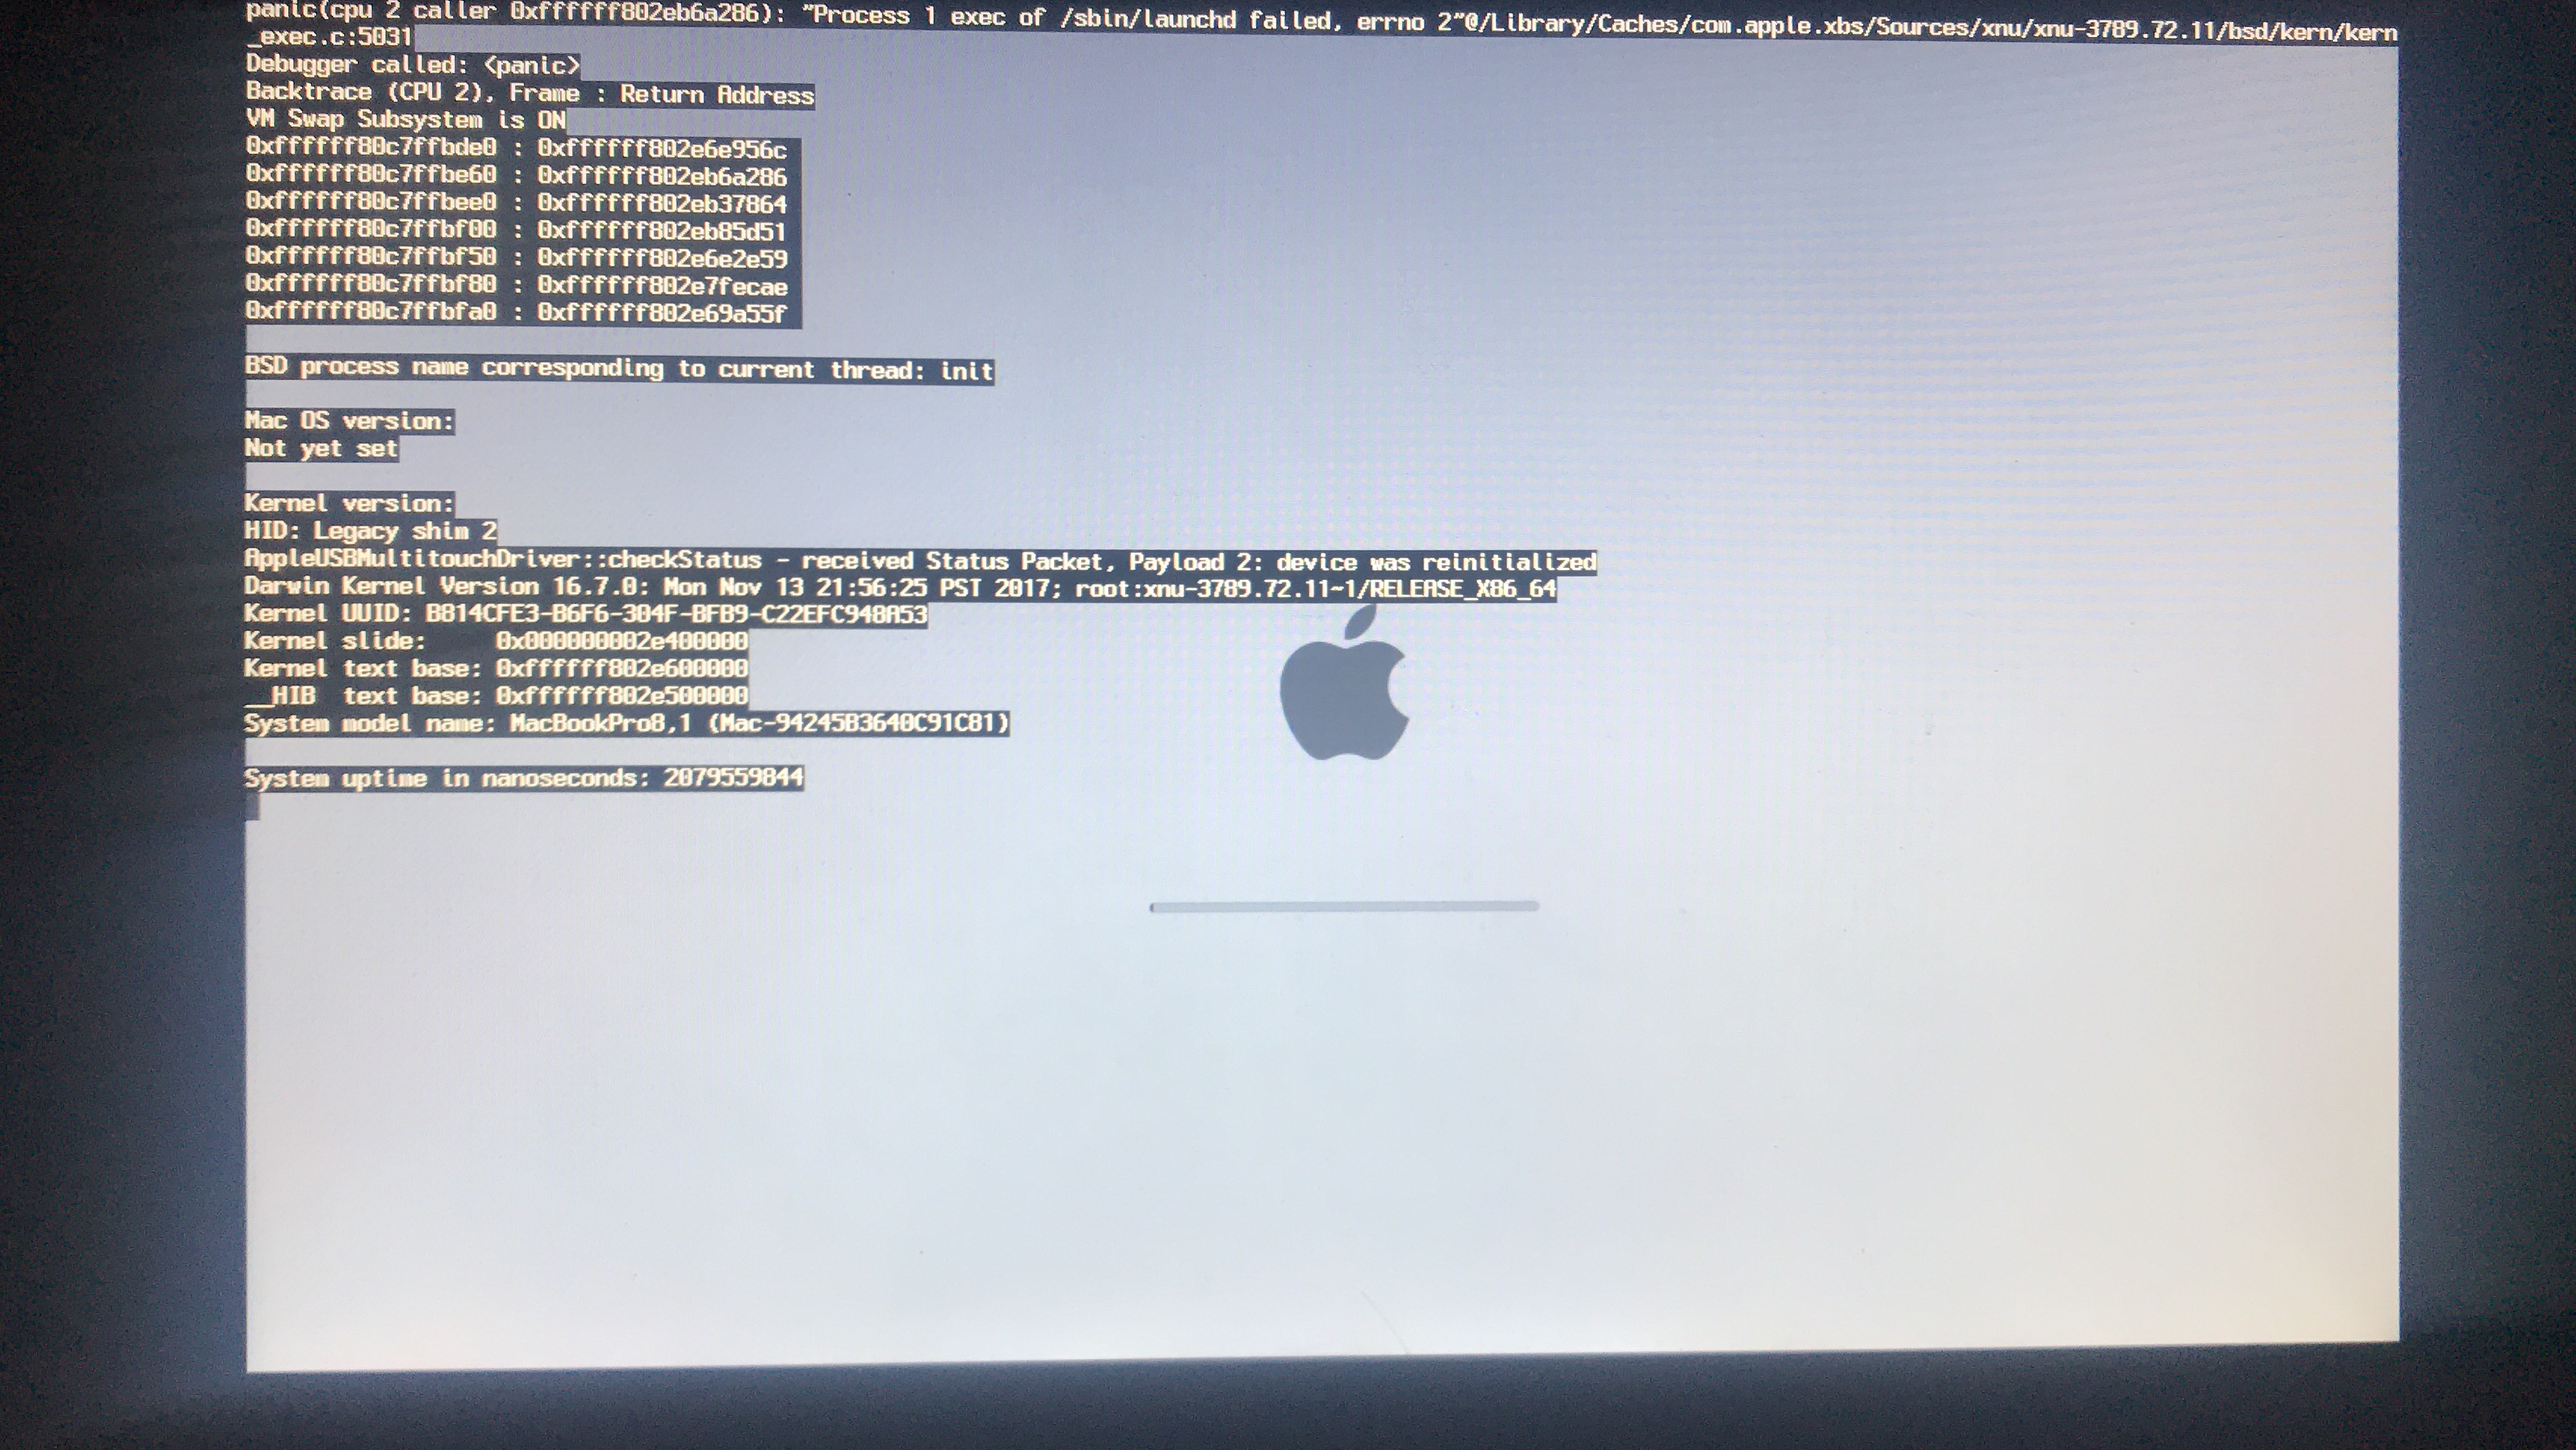 panic(cpu 2 caller 0xffffff802eb6a286): "Process 1 exec of /sbin/launchd failed, errno 2"@/Library/Caches/com.apple.xbs/Sources/xnu/xnu-3789.72.11/bsd/kern/kern
_exec.c:5031
Debugger called: <panic>
Backtrace (CPU 2), Frame : Return Address
VM Swap Subsystem is ON
0xffffff80c7ffbde0 : 0xffffff802e6e956c
0xffffff80c7ffbe60 : 0xffffff802eb6a286
0xffffff80c7ffbee0 : 0xffffff802eb37864
0xffffff80c7ffbf00 : 0xffffff802eb85d51
0xffffff80c7ffbf50 : 0xffffff802e6e2e59
0xffffff80c7ffbf80 : 0xffffff802e7fecae
0xffffff80c7ffbfa0 : 0xffffff802e69a55f
BSD process name corresponding to current thread: init
Mac OS version:
Not yet set
Kernel version:
HID: Legacy shim 2
AppleUSBMultitouchDriver::checkStatus - received Status Packet, Payload 2: device was reinitialized
Darwin Kernel Version 16.7.0: Mon Nov 13 21:56:25 PST 2017; root:xnu-3789.72.11~1/RELEASE_X86_64
Kernel UUID: B814CFE3-B6F6-304F-BFB9-C22EFC948A53
Kernel slide:     0x000000002e400000
Kernel text base: 0xffffff802e600000
__HIB  text base: 0xffffff802e500000
System model name: MacBookPro8,1 (Mac-94245B3640C91C81)
System uptime in nanoseconds: 2079559844